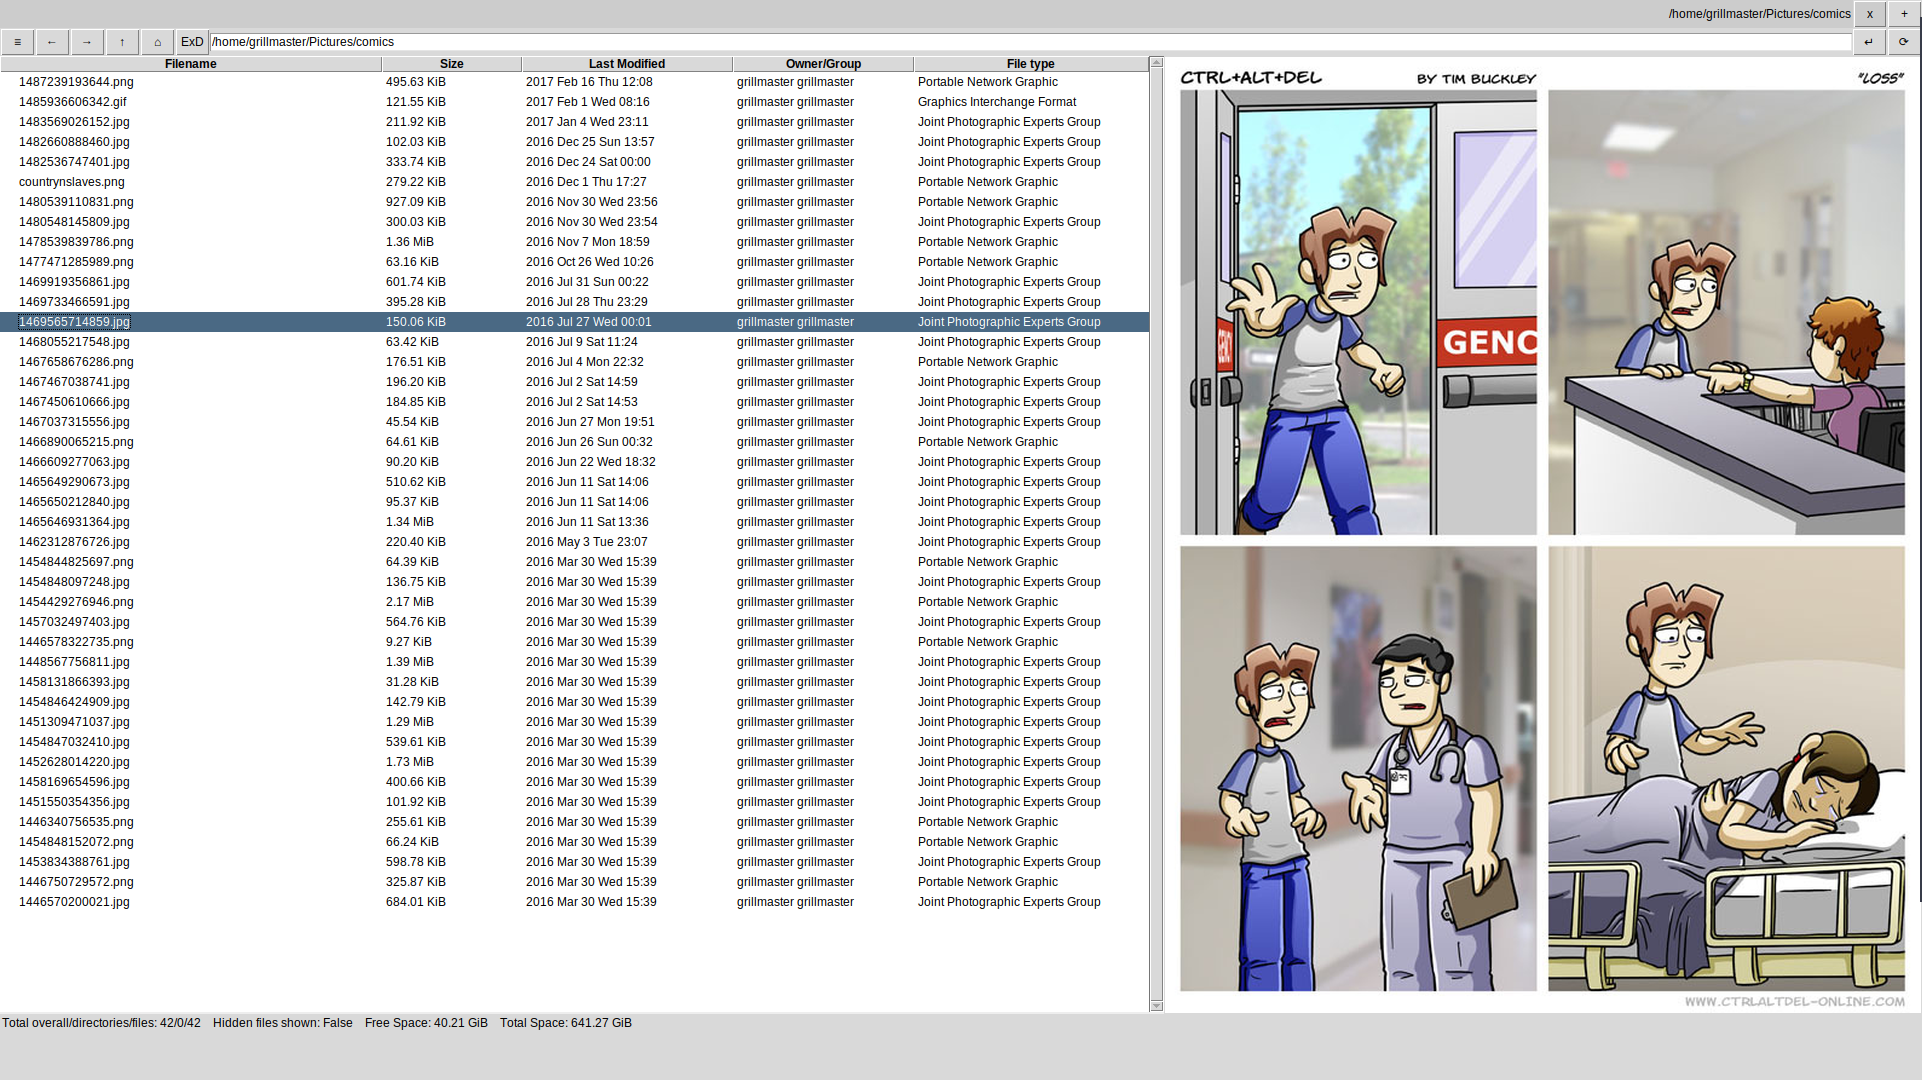 /home/grillmaster/Pictures/comics x +
≡ ← → ↑ ⌂ ExD /home/grillmaster/Pictures/comics ↵ ⟳
Filename Size Last Modified Owner/Group File type
1487239193644.png 495.63 KiB 2017 Feb 16 Thu 12:08 grillmaster grillmaster Portable Network Graphic
1485936606342.gif 121.55 KiB 2017 Feb 1 Wed 08:16 grillmaster grillmaster Graphics Interchange Format
1483569026152.jpg 211.92 KiB 2017 Jan 4 Wed 23:11 grillmaster grillmaster Joint Photographic Experts Group
1482660888460.jpg 102.03 KiB 2016 Dec 25 Sun 13:57 grillmaster grillmaster Joint Photographic Experts Group
1482536747401.jpg 333.74 KiB 2016 Dec 24 Sat 00:00 grillmaster grillmaster Joint Photographic Experts Group
countrynslaves.png 279.22 KiB 2016 Dec 1 Thu 17:27 grillmaster grillmaster Portable Network Graphic
1480539110831.png 927.09 KiB 2016 Nov 30 Wed 23:56 grillmaster grillmaster Portable Network Graphic
1480548145809.jpg 300.03 KiB 2016 Nov 30 Wed 23:54 grillmaster grillmaster Joint Photographic Experts Group
1478539839786.png 1.36 MiB 2016 Nov 7 Mon 18:59 grillmaster grillmaster Portable Network Graphic
1477471285989.png 63.16 KiB 2016 Oct 26 Wed 10:26 grillmaster grillmaster Portable Network Graphic
1469919356861.jpg 601.74 KiB 2016 Jul 31 Sun 00:22 grillmaster grillmaster Joint Photographic Experts Group
1469733466591.jpg 395.28 KiB 2016 Jul 28 Thu 23:29 grillmaster grillmaster Joint Photographic Experts Group
1469565714859.jpg 150.06 KiB 2016 Jul 27 Wed 00:01 grillmaster grillmaster Joint Photographic Experts Group
1468055217548.jpg 63.42 KiB 2016 Jul 9 Sat 11:24 grillmaster grillmaster Joint Photographic Experts Group
1467658676286.png 176.51 KiB 2016 Jul 4 Mon 22:32 grillmaster grillmaster Portable Network Graphic
1467467038741.jpg 196.20 KiB 2016 Jul 2 Sat 14:59 grillmaster grillmaster Joint Photographic Experts Group
1467450610666.jpg 184.85 KiB 2016 Jul 2 Sat 14:53 grillmaster grillmaster Joint Photographic Experts Group
1467037315556.jpg 45.54 KiB 2016 Jun 27 Mon 19:51 grillmaster grillmaster Joint Photographic Experts Group
1466890065215.png 64.61 KiB 2016 Jun 26 Sun 00:32 grillmaster grillmaster Portable Network Graphic
1466609277063.jpg 90.20 KiB 2016 Jun 22 Wed 18:32 grillmaster grillmaster Joint Photographic Experts Group
1465649290673.jpg 510.62 KiB 2016 Jun 11 Sat 14:06 grillmaster grillmaster Joint Photographic Experts Group
1465650212840.jpg 95.37 KiB 2016 Jun 11 Sat 14:06 grillmaster grillmaster Joint Photographic Experts Group
1465646931364.jpg 1.34 MiB 2016 Jun 11 Sat 13:36 grillmaster grillmaster Joint Photographic Experts Group
1462312876726.jpg 220.40 KiB 2016 May 3 Tue 23:07 grillmaster grillmaster Joint Photographic Experts Group
1454844825697.png 64.39 KiB 2016 Mar 30 Wed 15:39 grillmaster grillmaster Portable Network Graphic
1454848097248.jpg 136.75 KiB 2016 Mar 30 Wed 15:39 grillmaster grillmaster Joint Photographic Experts Group
1454429276946.png 2.17 MiB 2016 Mar 30 Wed 15:39 grillmaster grillmaster Portable Network Graphic
1457032497403.jpg 564.76 KiB 2016 Mar 30 Wed 15:39 grillmaster grillmaster Joint Photographic Experts Group
1446578322735.png 9.27 KiB 2016 Mar 30 Wed 15:39 grillmaster grillmaster Portable Network Graphic
1448567756811.jpg 1.39 MiB 2016 Mar 30 Wed 15:39 grillmaster grillmaster Joint Photographic Experts Group
1458131866393.jpg 31.28 KiB 2016 Mar 30 Wed 15:39 grillmaster grillmaster Joint Photographic Experts Group
1454846424909.jpg 142.79 KiB 2016 Mar 30 Wed 15:39 grillmaster grillmaster Joint Photographic Experts Group
1451309471037.jpg 1.29 MiB 2016 Mar 30 Wed 15:39 grillmaster grillmaster Joint Photographic Experts Group
1454847032410.jpg 539.61 KiB 2016 Mar 30 Wed 15:39 grillmaster grillmaster Joint Photographic Experts Group
1452628014220.jpg 1.73 MiB 2016 Mar 30 Wed 15:39 grillmaster grillmaster Joint Photographic Experts Group
1458169654596.jpg 400.66 KiB 2016 Mar 30 Wed 15:39 grillmaster grillmaster Joint Photographic Experts Group
1451550354356.jpg 101.92 KiB 2016 Mar 30 Wed 15:39 grillmaster grillmaster Joint Photographic Experts Group
1446340756535.png 255.61 KiB 2016 Mar 30 Wed 15:39 grillmaster grillmaster Portable Network Graphic
1454848152072.png 66.24 KiB 2016 Mar 30 Wed 15:39 grillmaster grillmaster Portable Network Graphic
1453834388761.jpg 598.78 KiB 2016 Mar 30 Wed 15:39 grillmaster grillmaster Joint Photographic Experts Group
1446750729572.png 325.87 KiB 2016 Mar 30 Wed 15:39 grillmaster grillmaster Portable Network Graphic
1446570200021.jpg 684.01 KiB 2016 Mar 30 Wed 15:39 grillmaster grillmaster Joint Photographic Experts Group
Total overall/directories/files: 42/0/42 Hidden files shown: False Free Space: 40.21 GiB Total Space: 641.27 GiB
CTRL+ALT+DEL BY TIM BUCKLEY "LOSS"
GENCY
GENC
WWW.CTRLALTDEL-ONLINE.COM